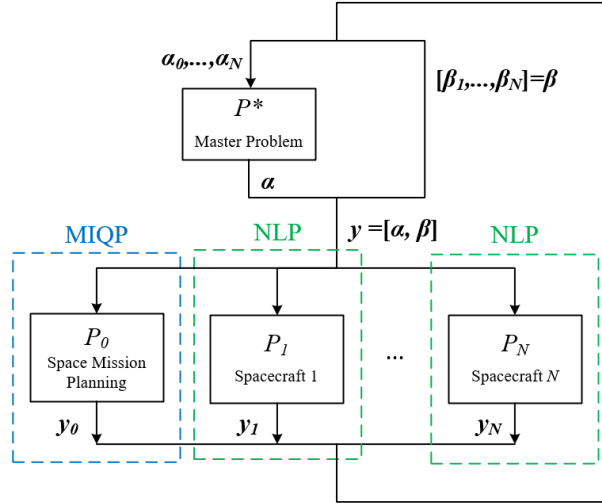 α₀,...,α_N
[β₁,...,β_N]=β
P*
Master Problem
α
y =[α, β]
MIQP
NLP
NLP
P₀
Space Mission
Planning
P₁
Spacecraft 1
...
P_N
Spacecraft N
y₀
y₁
y_N